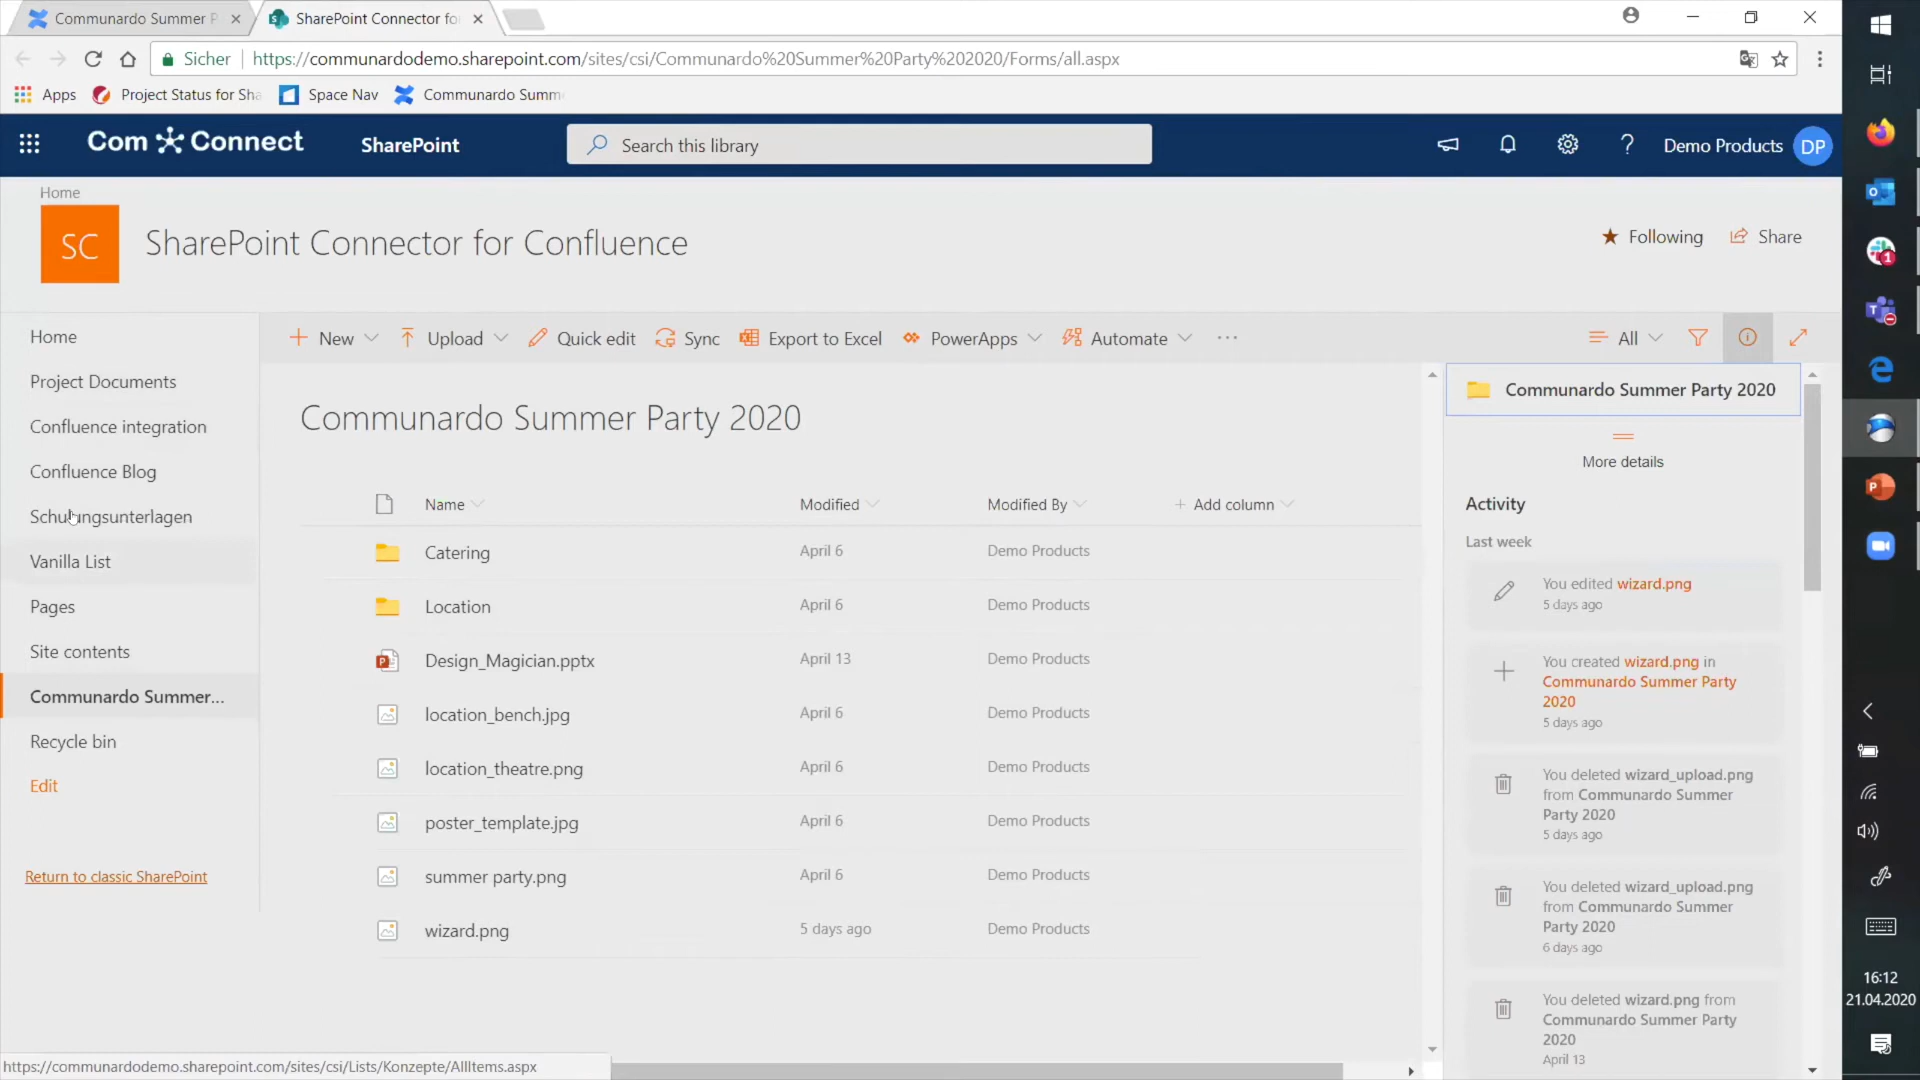 Communardo Summer P
SharePoint Connector fo
Sicher
https://communardodemo.sharepoint.com/sites/csi/Communardo%20Summer%20Party%202020/Forms/all.aspx
Apps
Project Status for Sha
Space Nav
Communardo Summ
Com Connect
SharePoint
Search this library
?
Demo Products
DP
Home
SC
SharePoint Connector for Confluence
Following
Share
Home
Project Documents
Confluence integration
Confluence Blog
Schulungsunterlagen
Vanilla List
Pages
Site contents
Communardo Summer...
Recycle bin
Edit
Return to classic SharePoint
New
Upload
Quick edit
Sync
Export to Excel
PowerApps
Automate
...
All
Communardo Summer Party 2020
Name
Modified
Modified By
+ Add column
Catering
April 6
Demo Products
Location
April 6
Demo Products
Design_Magician.pptx
April 13
Demo Products
location_bench.jpg
April 6
Demo Products
location_theatre.png
April 6
Demo Products
poster_template.jpg
April 6
Demo Products
summer party.png
April 6
Demo Products
wizard.png
5 days ago
Demo Products
Communardo Summer Party 2020
More details
Activity
Last week
You edited wizard.png
5 days ago
You created wizard.png in
Communardo Summer Party
2020
5 days ago
You deleted wizard_upload.png
from Communardo Summer
Party 2020
5 days ago
You deleted wizard_upload.png
from Communardo Summer
Party 2020
6 days ago
You deleted wizard.png from
Communardo Summer Party
2020
April 13
https://communardodemo.sharepoint.com/sites/csi/Lists/Konzepte/AllItems.aspx
1
16:12
21.04.2020